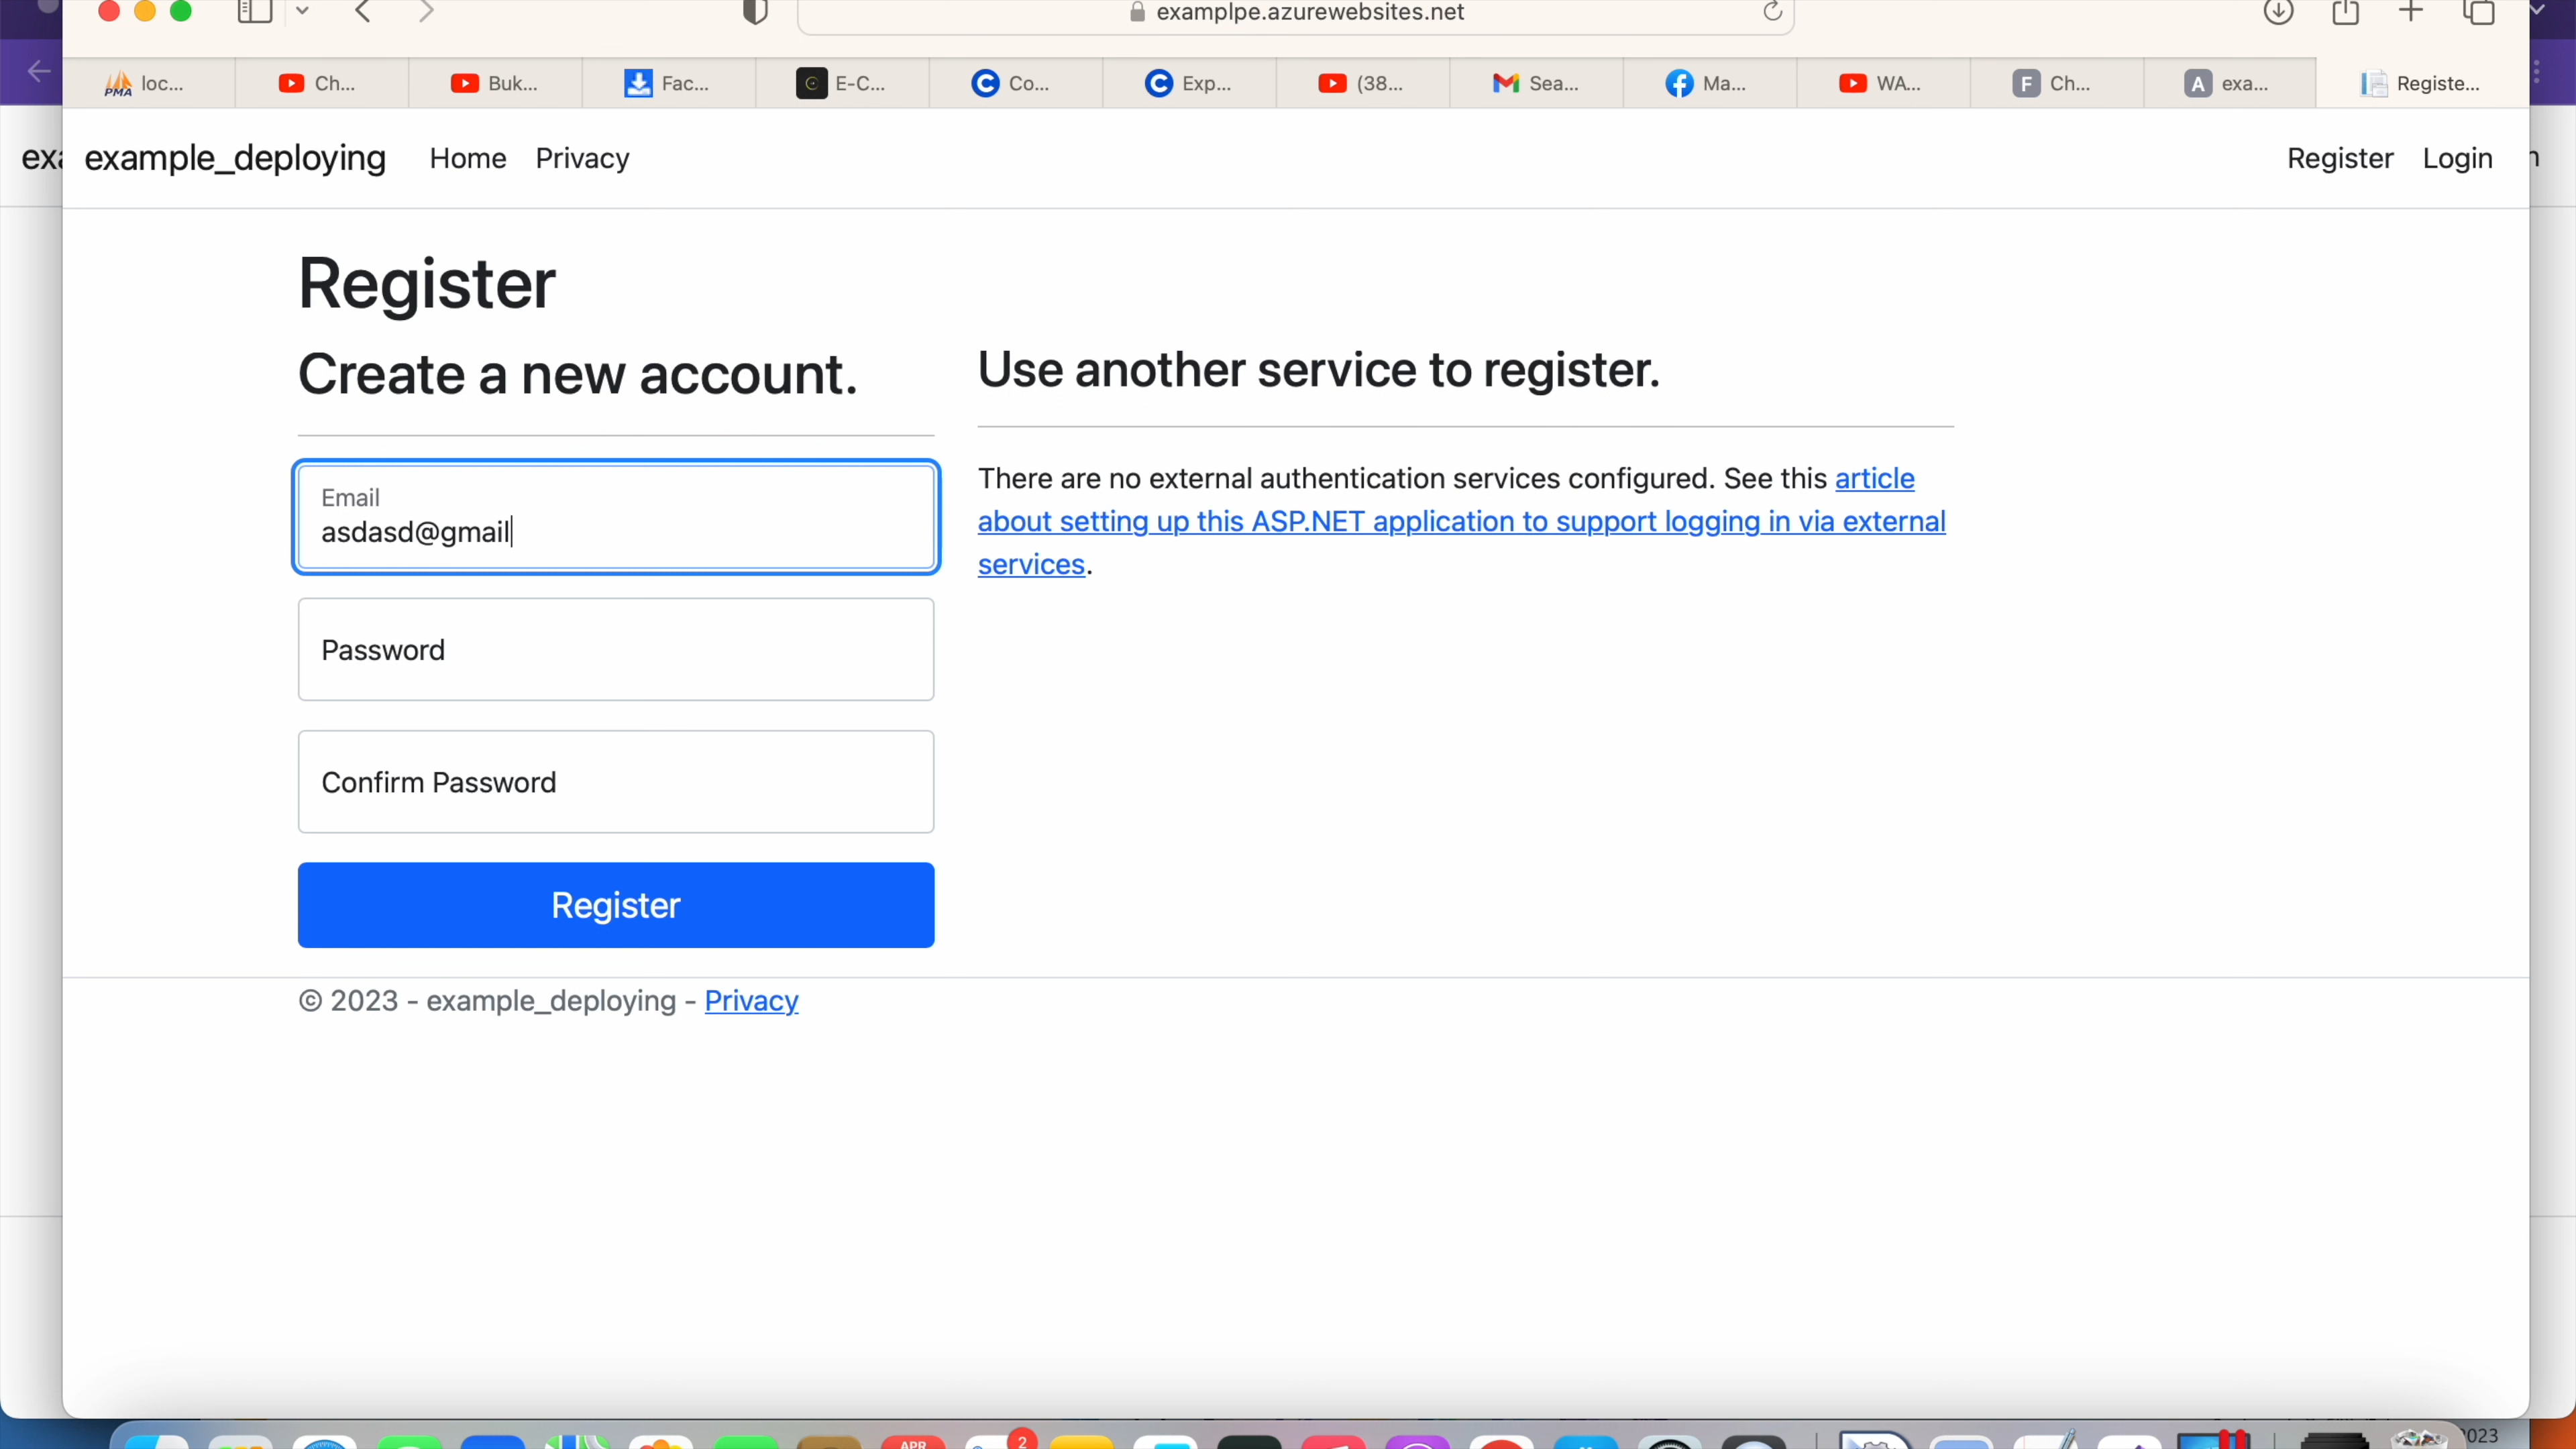 examplpe.azurewebsites.net
PMA loc... Ch... Buk... Fac... E-C... Co... Exp... (38... Sea... Ma... WA... F Ch... A exa... Registe...
example_deploying Home Privacy Register Login
Register
Create a new account.
Use another service to register.
Email
asdasd@gmail
There are no external authentication services configured. See this article
about setting up this ASP.NET application to support logging in via external
services.
Password
Confirm Password
Register
© 2023 - example_deploying - Privacy
APR
2